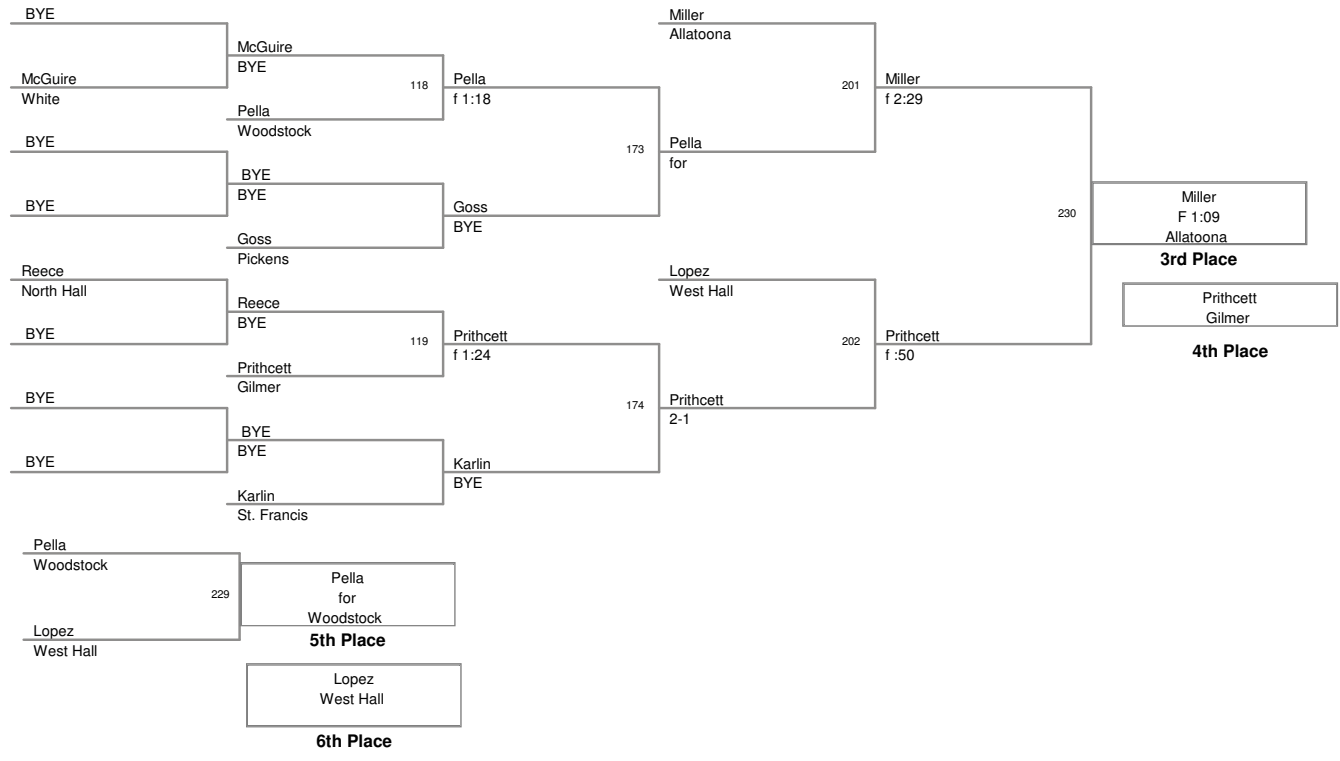 BYE
McGuire
White
BYE
BYE
Reece
North Hall
BYE
BYE
BYE
McGuire
BYE
118
Pella
Woodstock
BYE
BYE
Goss
Pickens
Reece
BYE
119
Prithcett
Gilmer
BYE
BYE
Karlin
St. Francis
Pella
f 1:18
173
Goss
BYE
Prithcett
f 1:24
174
Karlin
BYE
Miller
Allatoona
201
Pella
for
Lopez
West Hall
202
Prithcett
2-1
Miller
f 2:29
230
Prithcett
f :50
Miller
F 1:09
Allatoona
3rd Place
Prithcett
Gilmer
4th Place
Pella
Woodstock
229
Lopez
West Hall
Pella
for
Woodstock
5th Place
Lopez
West Hall
6th Place